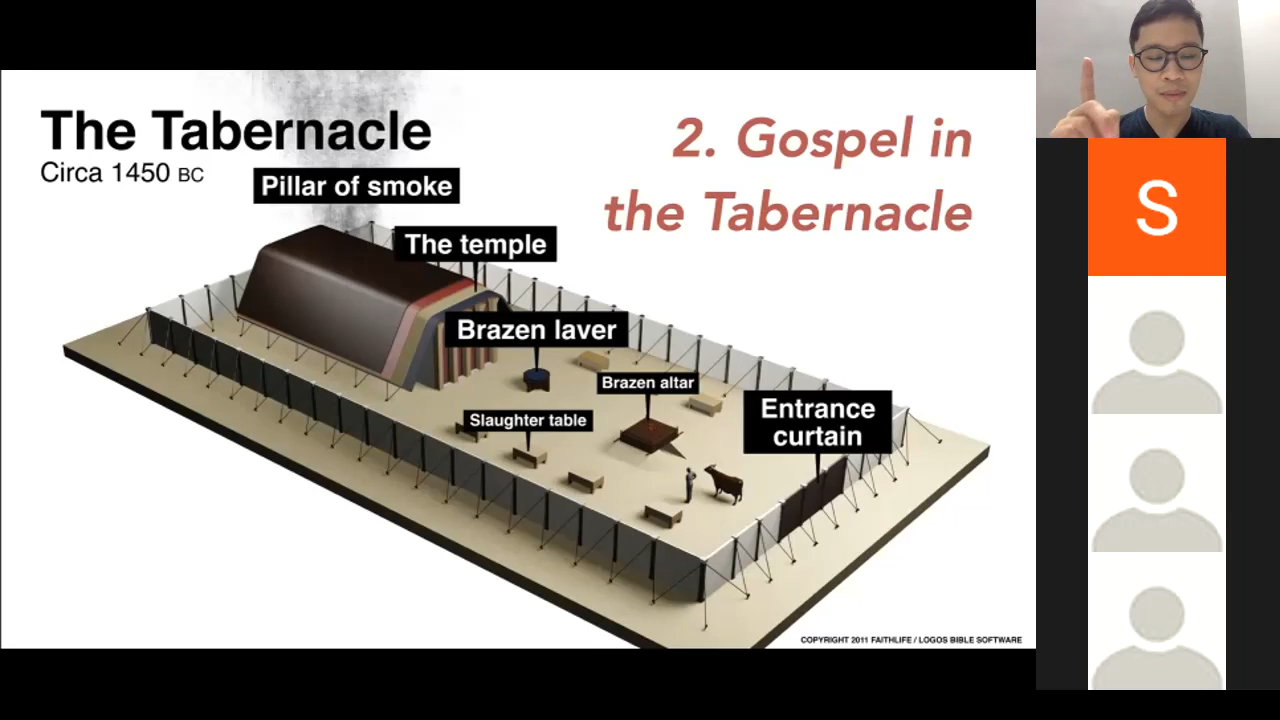 The Tabernacle
Circa 1450 BC
2. Gospel in
the Tabernacle
Pillar of smoke
The temple
Brazen laver
Brazen altar
Slaughter table
Entrance
curtain
COPYRIGHT 2011 FAITHLIFE / LOGOS BIBLE SOFTWARE
S